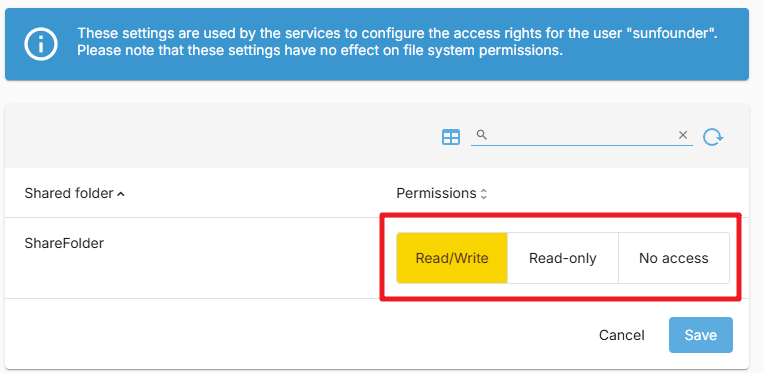 These settings are used by the services to configure the access rights for the user "sunfounder".
Please note that these settings have no effect on file system permissions.
Shared folder Permissions
ShareFolder Read/Write Read-only No access
Cancel Save